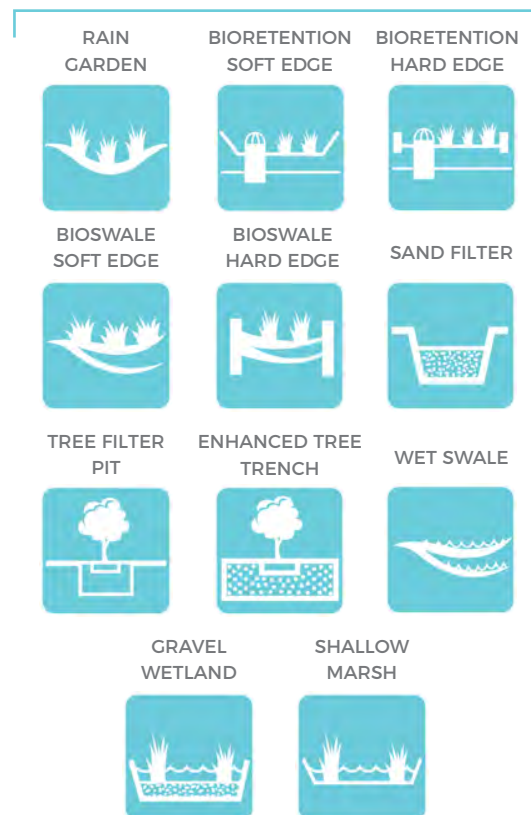 RAIN
GARDEN
BIORETENTION
SOFT EDGE
BIORETENTION
HARD EDGE
BIOSWALE
SOFT EDGE
BIOSWALE
HARD EDGE
SAND FILTER
TREE FILTER
PIT
ENHANCED TREE
TRENCH
WET SWALE
GRAVEL
WETLAND
SHALLOW
MARSH